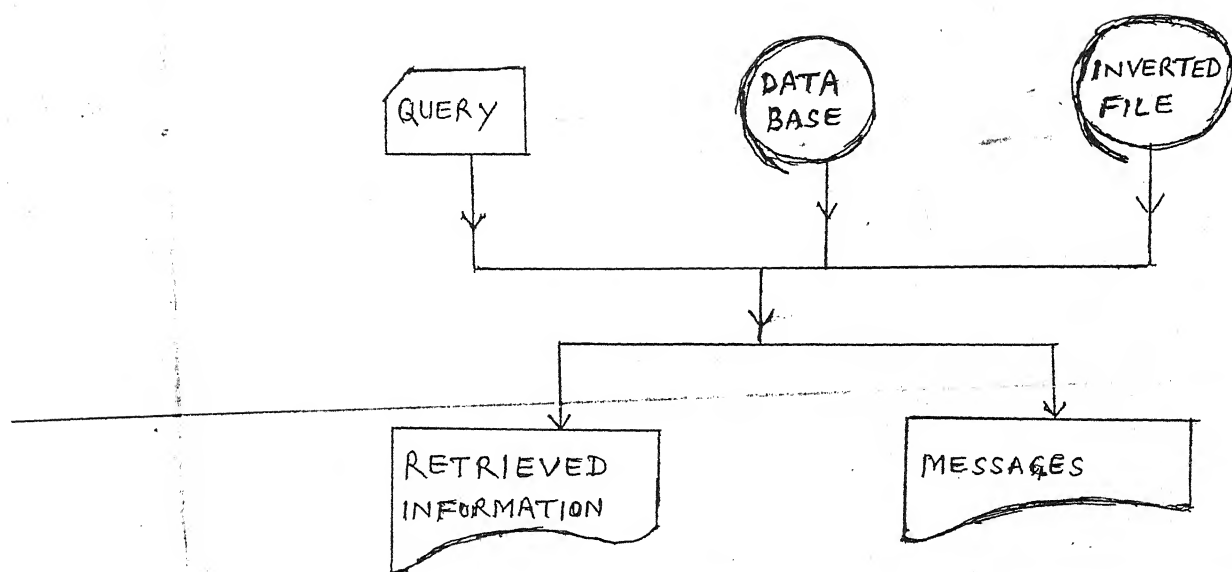 QUERY
DATA
BASE
INVERTED
FILE
RETRIEVED
INFORMATION
MESSAGES